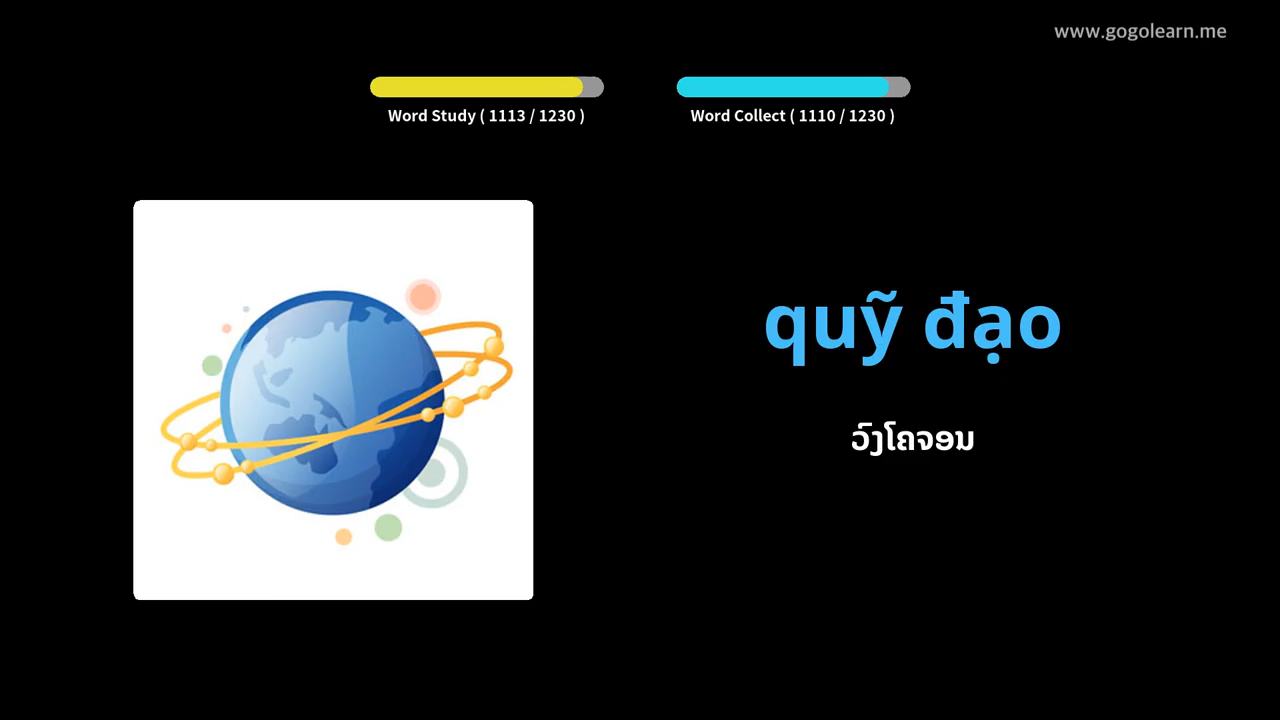 www.gogolearn.me
Word Study ( 1113 / 1230 )
Word Collect ( 1110 / 1230 )
quỹ đạo
ວົງໂຄຈອນ